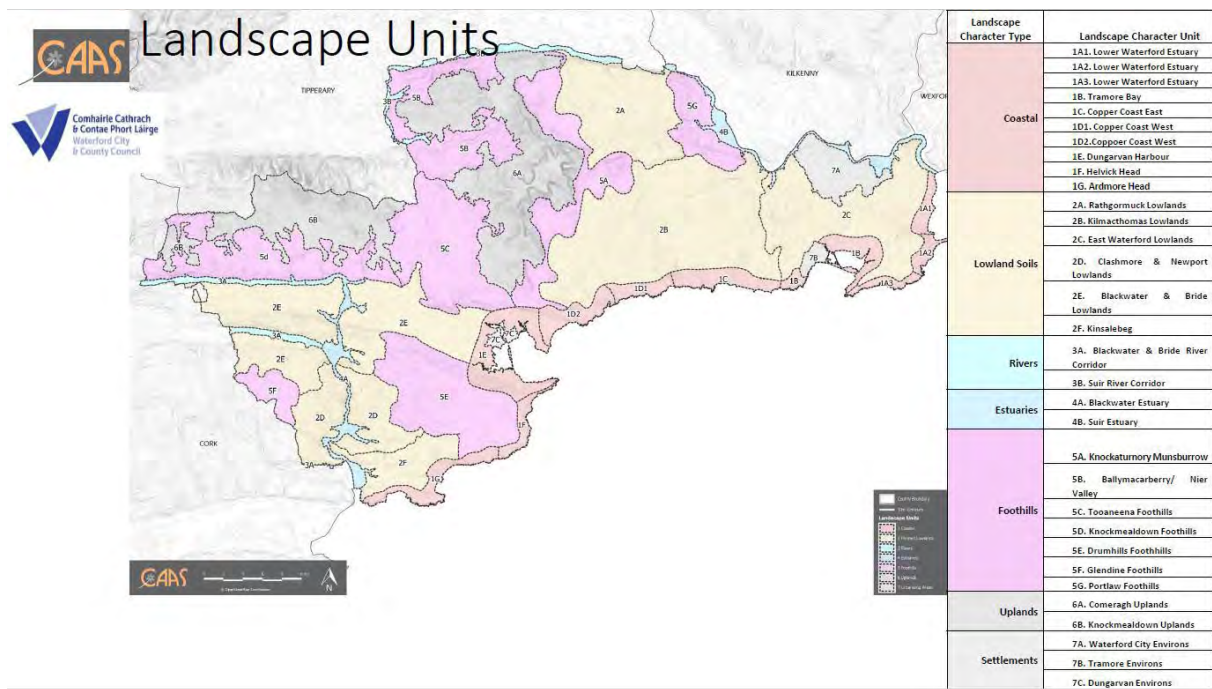 Landscape Units
CAAS
Comhairle Cathrach
& Contae Phort Láirge
Waterford City
& County Council
TIPPERARY
KILKENNY
WEXFORD
CORK
3B
5B
3B
5B
6A
2A
5G
4B
5A
7A
6B
6B
5d
5C
2B
2C
1A1
1A2
1A3
7B
1B
1B
1C
1D1
1D2
3A
2E
2E
3A
2E
7C
7C
1E
4A
5F
2D
2D
5E
1F
2F
1G
3A
CAAS
N
Landscape Units
Landscape
Character Type
Landscape Character Unit
Coastal
1A1. Lower Waterford Estuary
1A2. Lower Waterford Estuary
1A3. Lower Waterford Estuary
1B. Tramore Bay
1C. Copper Coast East
1D1. Copper Coast West
1D2.Coppoer Coast West
1E. Dungarvan Harbour
1F. Helvick Head
1G. Ardmore Head
Lowland Soils
2A. Rathgormuck Lowlands
2B. Kilmacthomas Lowlands
2C. East Waterford Lowlands
2D. Clashmore & Newport
Lowlands
2E. Blackwater & Bride
Lowlands
2F. Kinsalebeg
Rivers
3A. Blackwater & Bride River
Corridor
3B. Suir River Corridor
Estuaries
4A. Blackwater Estuary
4B. Suir Estuary
Foothills
5A. Knockaturnory Munsburrow
5B. Ballymacarberry/ Nier
Valley
5C. Tooaneena Foothills
5D. Knockmealdown Foothills
5E. Drumhills Foothhills
5F. Glendine Foothills
5G. Portlaw Foothills
Uplands
6A. Comeragh Uplands
6B. Knockmealdown Uplands
Settlements
7A. Waterford City Environs
7B. Tramore Environs
7C. Dungarvan Environs